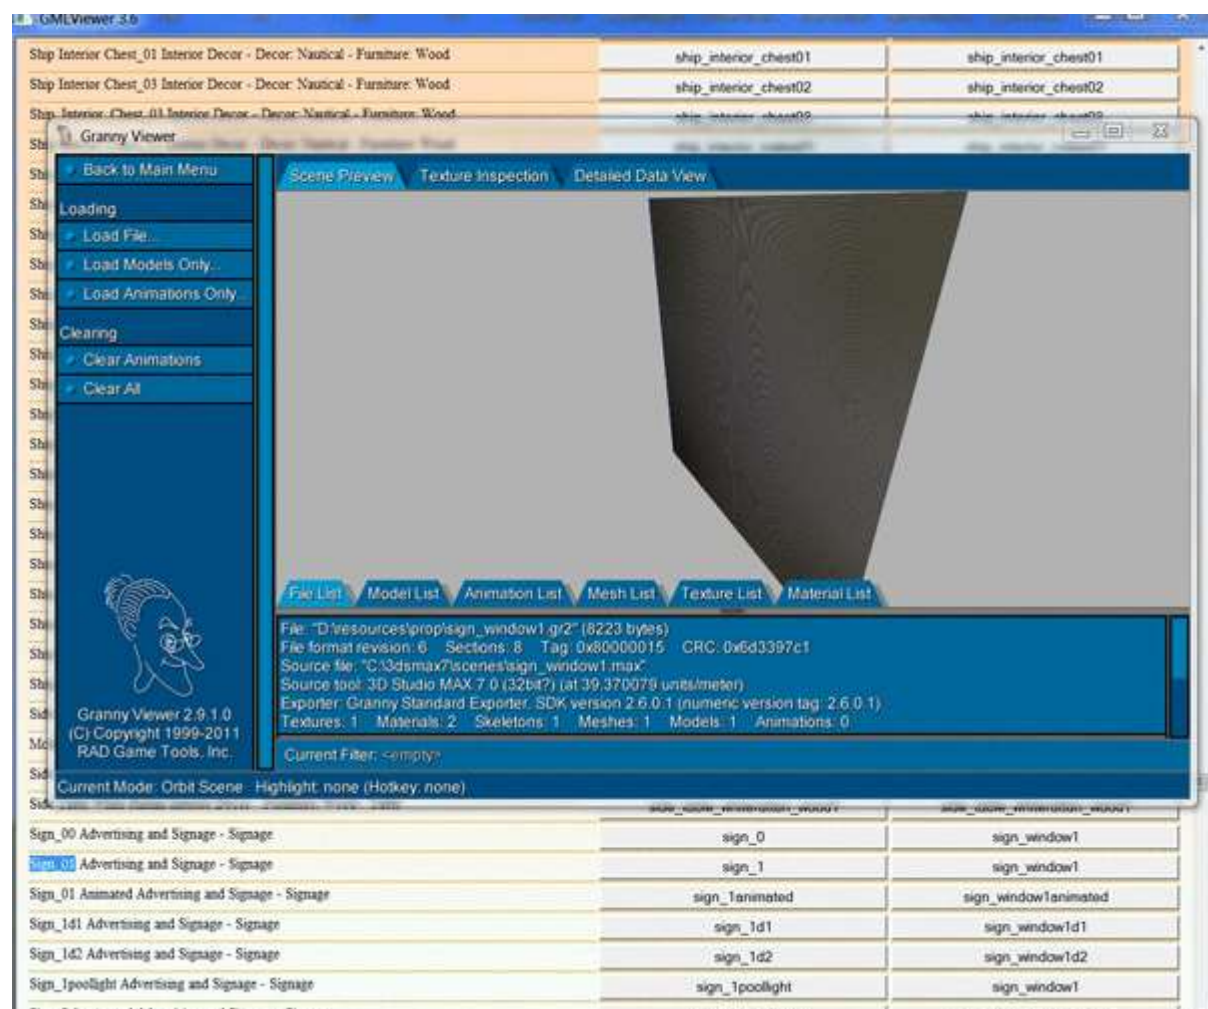 GMLViewer 3.6
Ship Interior Chest_01 Interior Decor - Decor: Nautical - Furniture: Wood ship_interior_chest01 ship_interior_chest01
Ship Interior Chest_03 Interior Decor - Decor: Nautical - Furniture: Wood ship_interior_chest02 ship_interior_chest02
Ship Interior Chest_03 Interior Decor - Decor: Nautical - Furniture: Wood
Granny Viewer
Back to Main Menu
Loading
Load File...
Load Models Only...
Load Animations Only...
Clearing
Clear Animations
Clear All
Scene Preview Texture Inspection Detailed Data View
File List Model List Animation List Mesh List Texture List Material List
File: "D:\resources\prop\sign_window1.gr2" (8223 bytes)
File format revision: 6 Sections: 8 Tag: 0x80000015 CRC: 0x6d3397c1
Source file: "C:\3dsmax7\scenes\sign_window1.max"
Source tool: 3D Studio MAX 7.0 (32bit?) (at 39.370079 units/meter)
Exporter: Granny Standard Exporter, SDK version 2.6.0.1 (numeric version tag: 2.6.0.1)
Textures: 1 Materials: 2 Skeletons: 1 Meshes: 1 Models: 1 Animations: 0
Current Filter: <empty>
Granny Viewer 2.9.1.0
(C) Copyright 1999-2011
RAD Game Tools, Inc.
Current Mode: Orbit Scene Highlight: none (Hotkey: none)
Sign_00 Advertising and Signage - Signage sign_0 sign_window1
Sign_01 Advertising and Signage - Signage sign_1 sign_window1
Sign_01 Animated Advertising and Signage - Signage sign_1animated sign_window1animated
Sign_1d1 Advertising and Signage - Signage sign_1d1 sign_window1d1
Sign_1d2 Advertising and Signage - Signage sign_1d2 sign_window1d2
Sign_1poollight Advertising and Signage - Signage sign_1poollight sign_window1